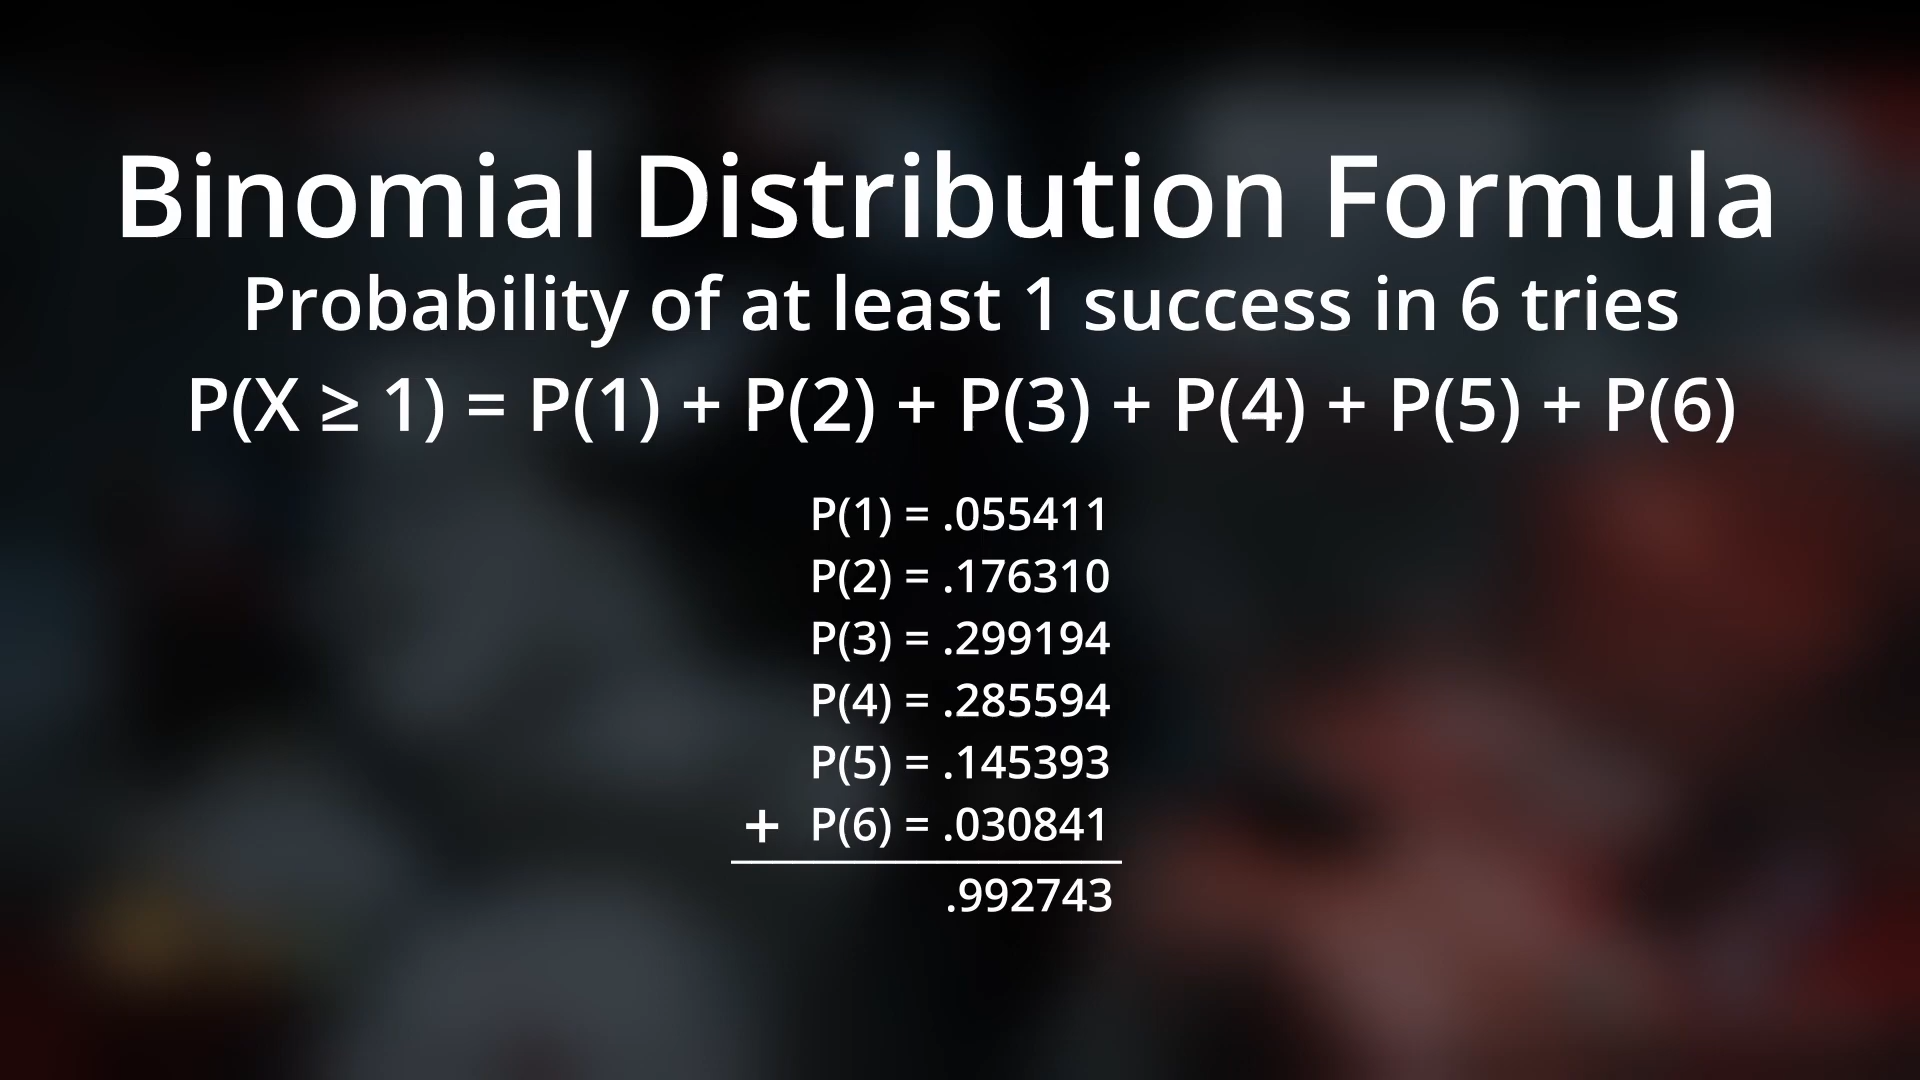 Binomial Distribution Formula
Probability of at least 1 success in 6 tries
P(X ≥ 1) = P(1) + P(2) + P(3) + P(4) + P(5) + P(6)
P(1) = .055411
P(2) = .176310
P(3) = .299194
P(4) = .285594
P(5) = .145393
+ P(6) = .030841
.992743